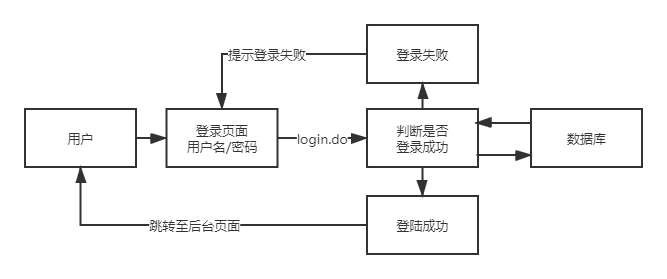 提示登录失败
登录失败
用户
登录页面
用户名/密码
login.do
判断是否
登录成功
数据库
跳转至后台页面
登陆成功